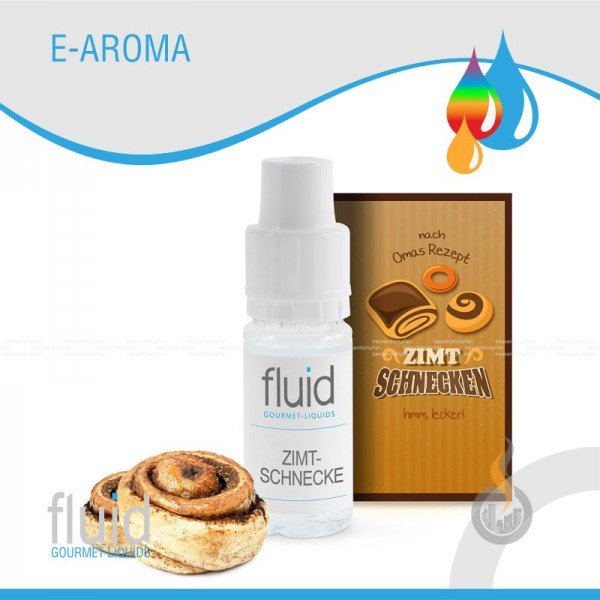 E-AROMA
nach
Omas Rezept
ZIMT
SCHNECKEN
hmm, lecker!
fluid
GOURMET-LIQUIDS
ZIMT-
SCHNECKE
fluid
GOURMET-LIQUIDS